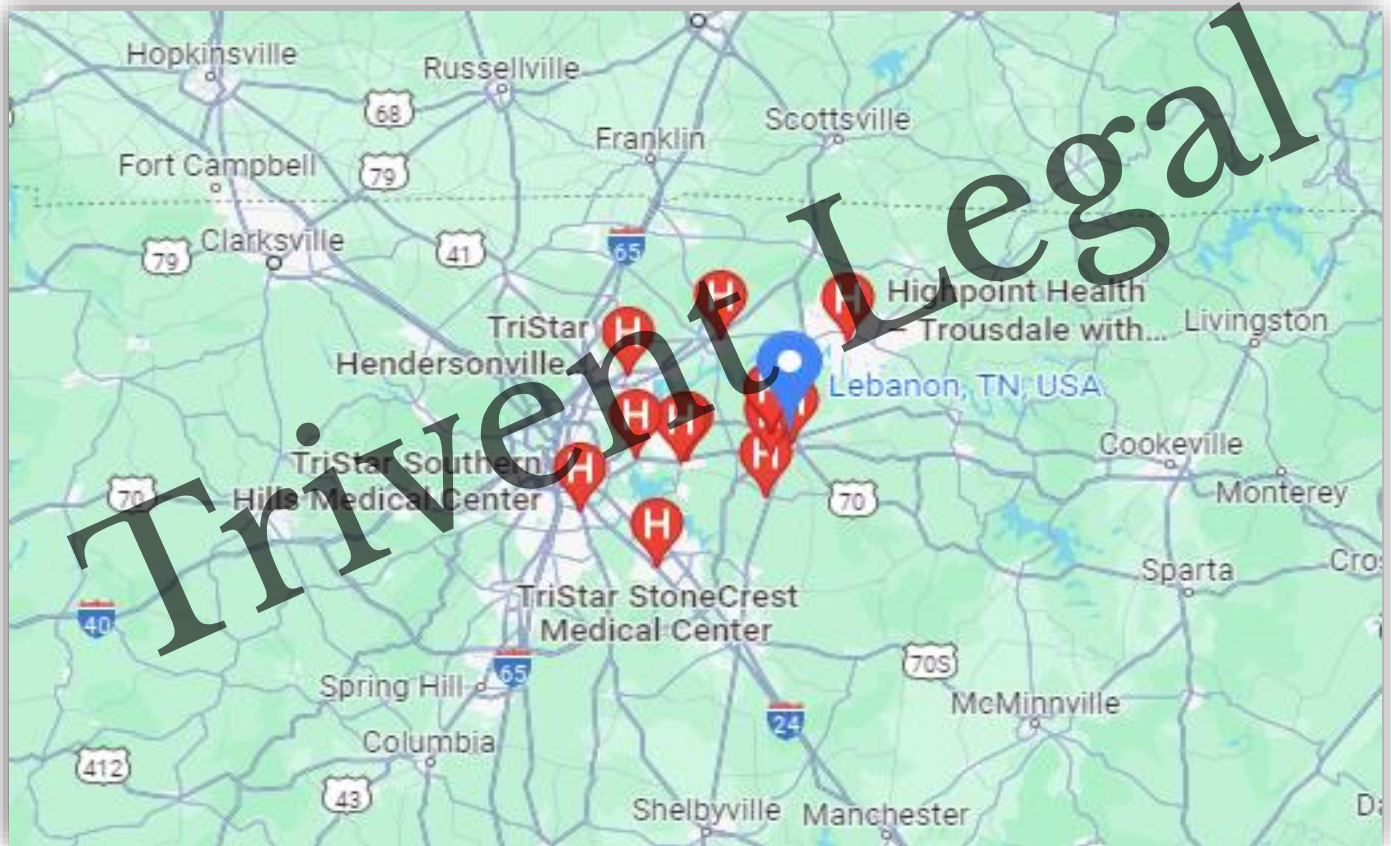 Hopkinsville
Russellville
68
Scottsville
Franklin
Fort Campbell
79
Clarksville
79
41
65
Highpoint Health
– Trousdale with...
TriStar
Hendersonville...
Livingston
Lebanon, TN, USA
Cookeville
TriStar Southern
Hills Medical Center
70
70
Monterey
TriStar StoneCrest
Medical Center
Sparta
40
65
70S
Spring Hill
McMinnville
24
Columbia
412
43
Shelbyville
Manchester
H
H
H
H
H
H
H
H
Trivent Legal